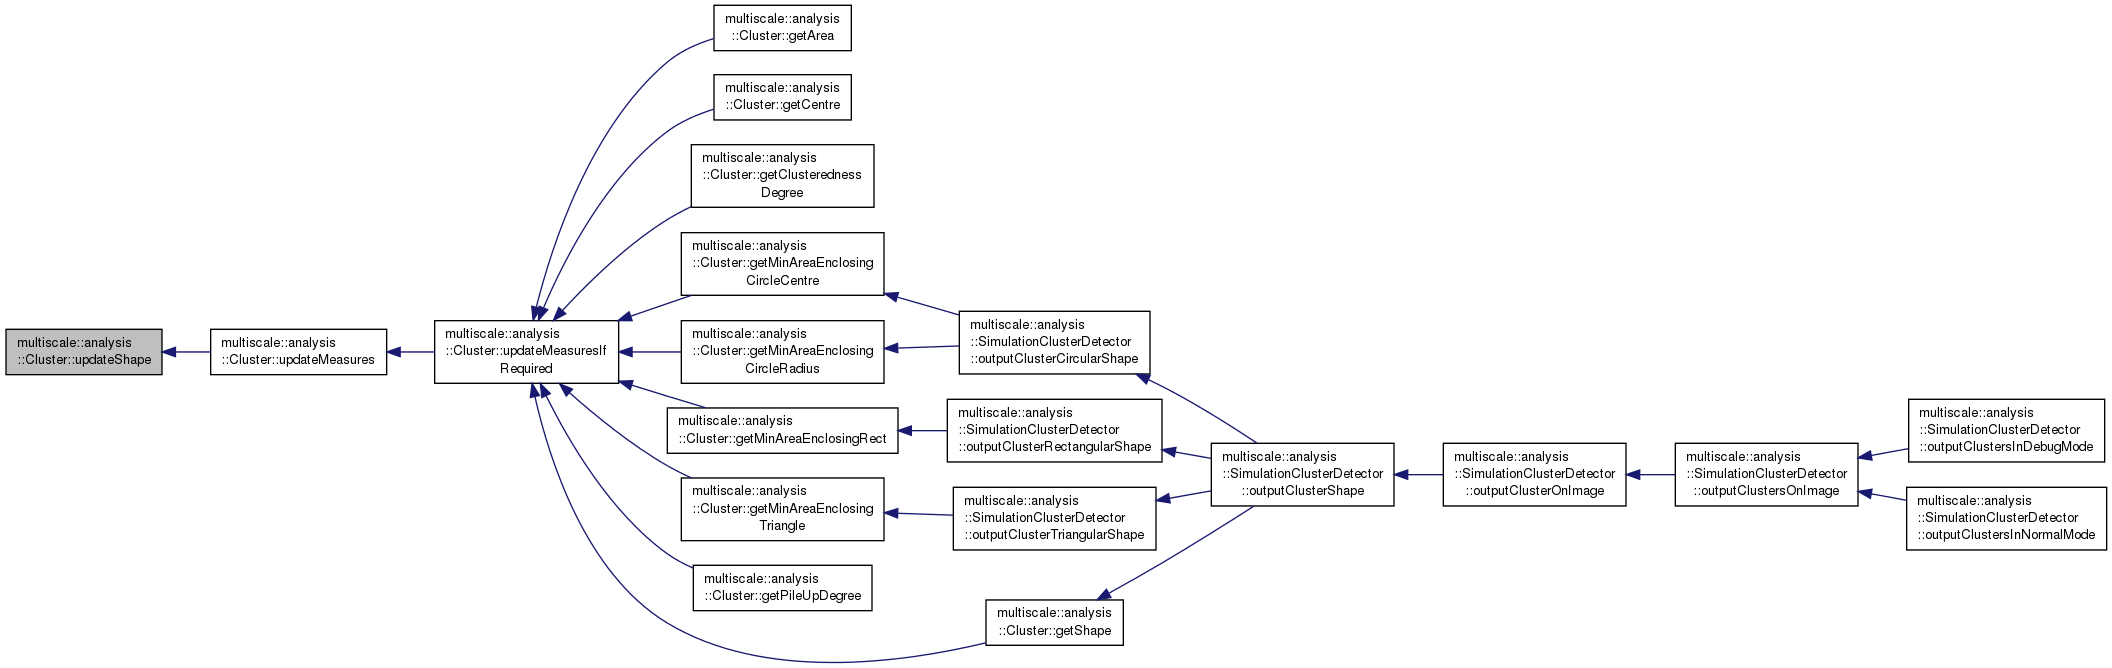 multiscale::analysis
::Cluster::updateShape
multiscale::analysis
::Cluster::updateMeasures
multiscale::analysis
::Cluster::updateMeasuresIf
Required
multiscale::analysis
::Cluster::getArea
multiscale::analysis
::Cluster::getCentre
multiscale::analysis
::Cluster::getClusteredness
Degree
multiscale::analysis
::Cluster::getMinAreaEnclosing
CircleCentre
multiscale::analysis
::Cluster::getMinAreaEnclosing
CircleRadius
multiscale::analysis
::Cluster::getMinAreaEnclosingRect
multiscale::analysis
::Cluster::getMinAreaEnclosing
Triangle
multiscale::analysis
::Cluster::getPileUpDegree
multiscale::analysis
::Cluster::getShape
multiscale::analysis
::SimulationClusterDetector
::outputClusterCircularShape
multiscale::analysis
::SimulationClusterDetector
::outputClusterRectangularShape
multiscale::analysis
::SimulationClusterDetector
::outputClusterTriangularShape
multiscale::analysis
::SimulationClusterDetector
::outputClusterShape
multiscale::analysis
::SimulationClusterDetector
::outputClusterOnImage
multiscale::analysis
::SimulationClusterDetector
::outputClustersOnImage
multiscale::analysis
::SimulationClusterDetector
::outputClustersInDebugMode
multiscale::analysis
::SimulationClusterDetector
::outputClustersInNormalMode